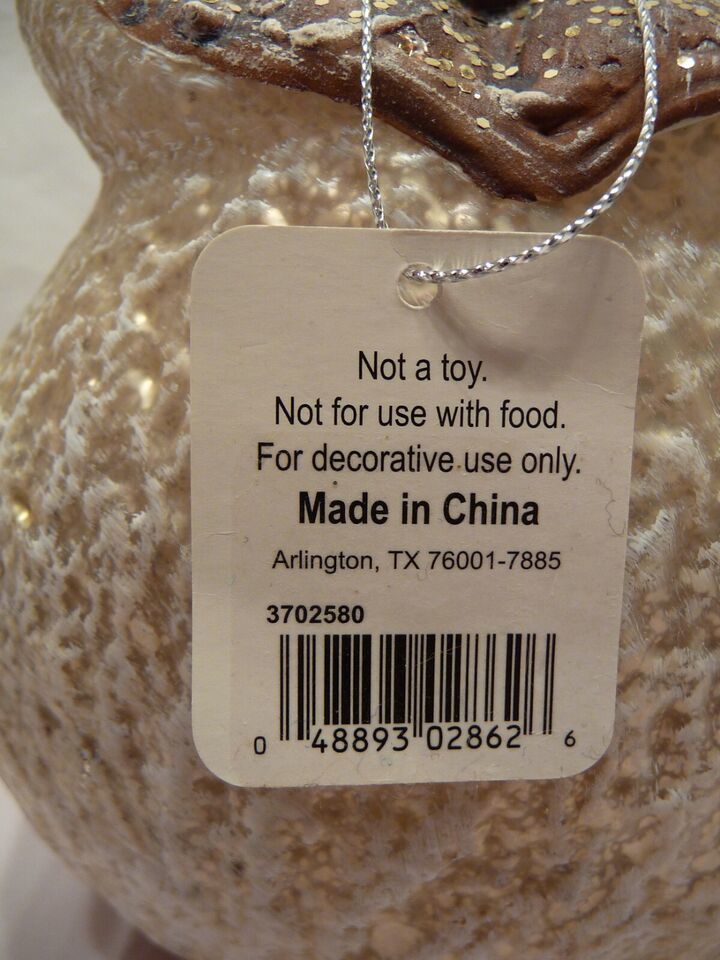 Not a toy.
Not for use with food.
For decorative use only.
Made in China
Arlington, TX 76001-7885
3702580
0 48893 02862 6